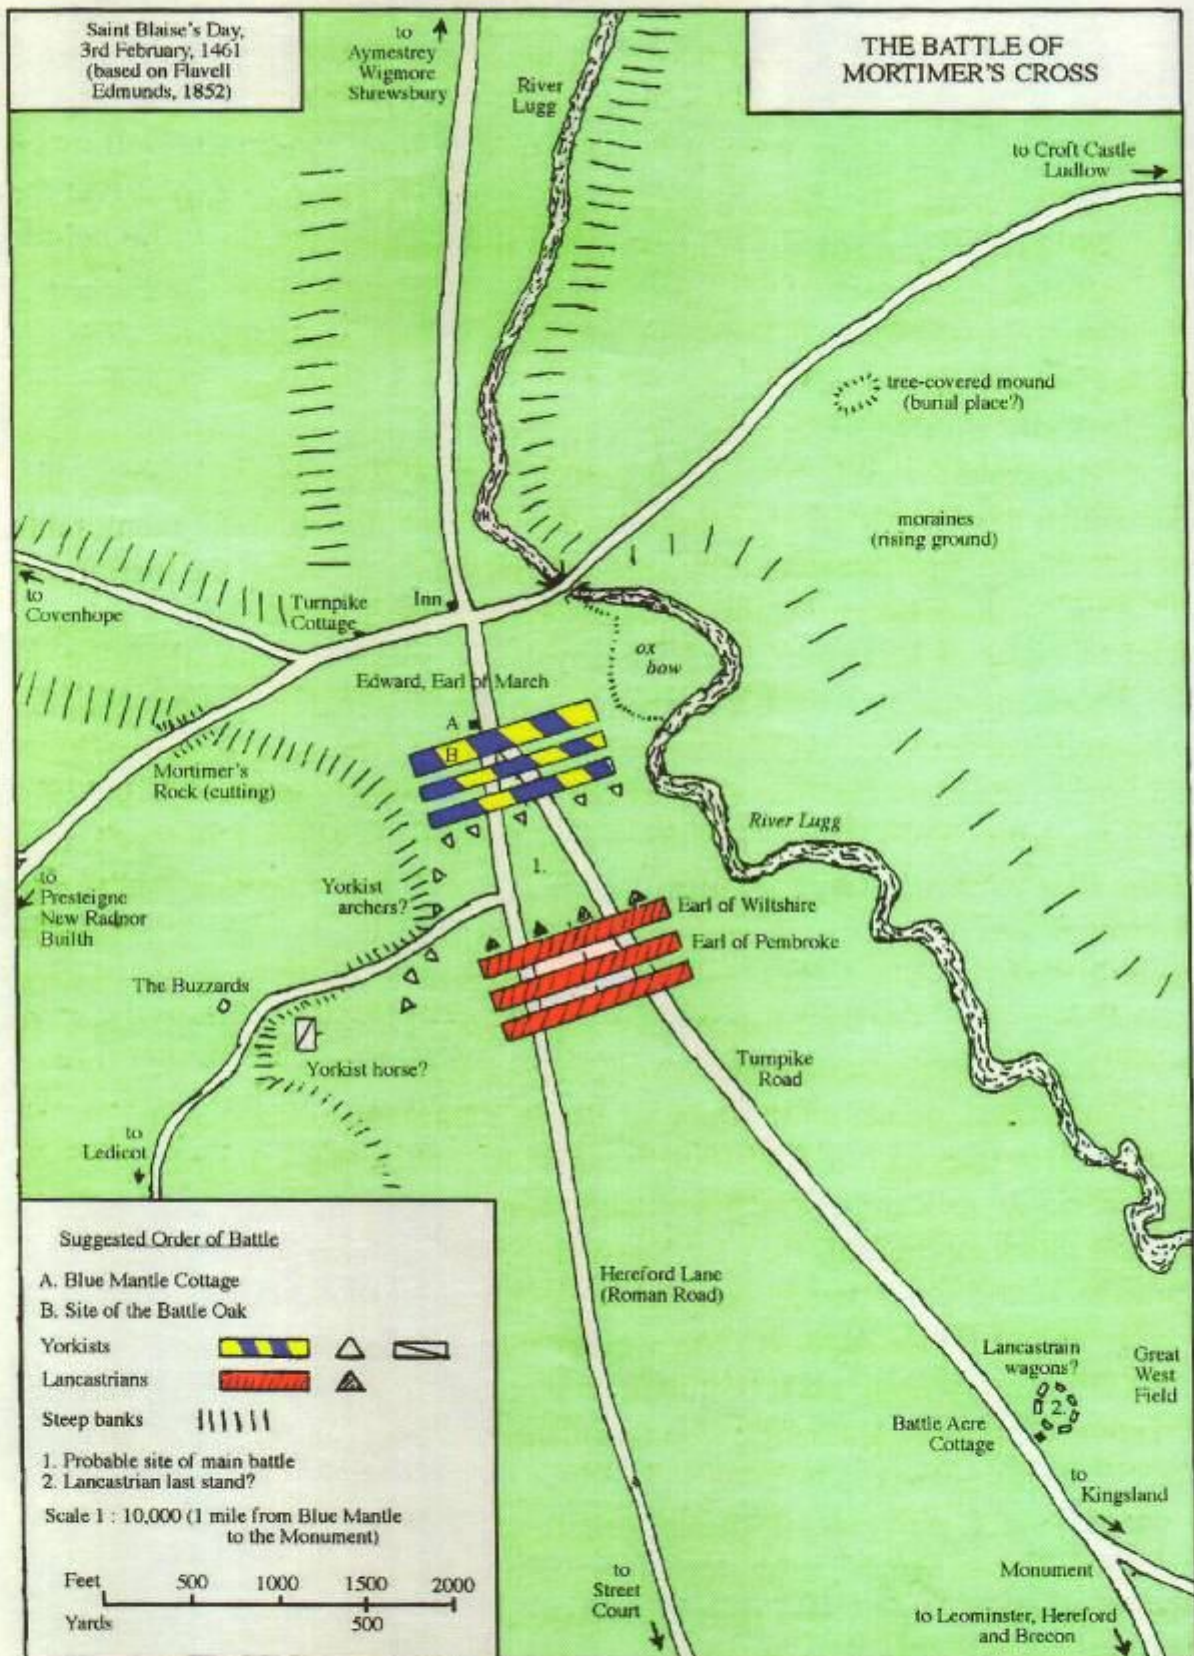 Saint Blaise's Day,
3rd February, 1461
(based on Flavell
Edmunds, 1852)
to
Aymestrey
Wigmore
Shrewsbury
River
Lugg
THE BATTLE OF
MORTIMER'S CROSS
to Croft Castle
Ludlow
tree-covered mound
(burial place?)
moraines
(rising ground)
to
Covenhope
Turnpike
Cottage
Inn
ox
bow
Edward, Earl of March
A
B
Mortimer's
Rock (cutting)
River Lugg
1.
to
Presteigne
New Radnor
Builth
Yorkist
archers?
Earl of Wiltshire
Earl of Pembroke
The Buzzards
Yorkist horse?
Turnpike
Road
to
Ledicot
Hereford Lane
(Roman Road)
Lancastrain
wagons?
Great
West
Field
2.
Battle Acre
Cottage
to
Kingsland
Monument
to
Street
Court
to Leominster, Hereford
and Brecon
Suggested Order of Battle
A. Blue Mantle Cottage
B. Site of the Battle Oak
Yorkists
Lancastrians
Steep banks
1. Probable site of main battle
2. Lancastrian last stand?
Scale 1 : 10,000 (1 mile from Blue Mantle
to the Monument)
Feet 500 1000 1500 2000
Yards 500